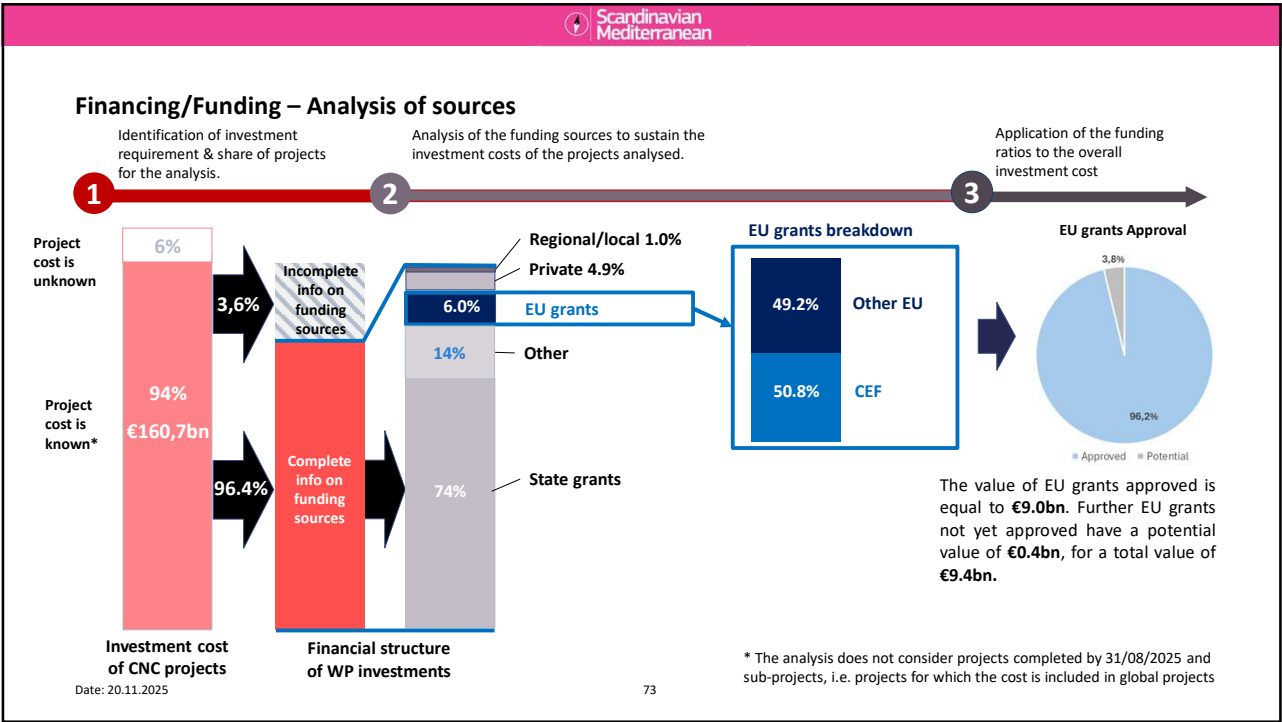 Scandinavian
Mediterranean
Financing/Funding – Analysis of sources
Identification of investment
requirement & share of projects
for the analysis.
Analysis of the funding sources to sustain the
investment costs of the projects analysed.
Application of the funding
ratios to the overall
investment cost
1
2
3
Project
cost is
unknown
6%
Project
cost is
known*
94%
€160,7bn
3,6%
96.4%
Incomplete
info on
funding
sources
Complete
info on
funding
sources
Regional/local 1.0%
Private 4.9%
6.0%
EU grants
14%
Other
74%
State grants
EU grants breakdown
49.2%
Other EU
50.8%
CEF
EU grants Approval
3,8%
96,2%
Approved
Potential
The value of EU grants approved is
equal to €9.0bn. Further EU grants
not yet approved have a potential
value of €0.4bn, for a total value of
€9.4bn.
Investment cost
of CNC projects
Financial structure
of WP investments
* The analysis does not consider projects completed by 31/08/2025 and
sub-projects, i.e. projects for which the cost is included in global projects
Date: 20.11.2025
73